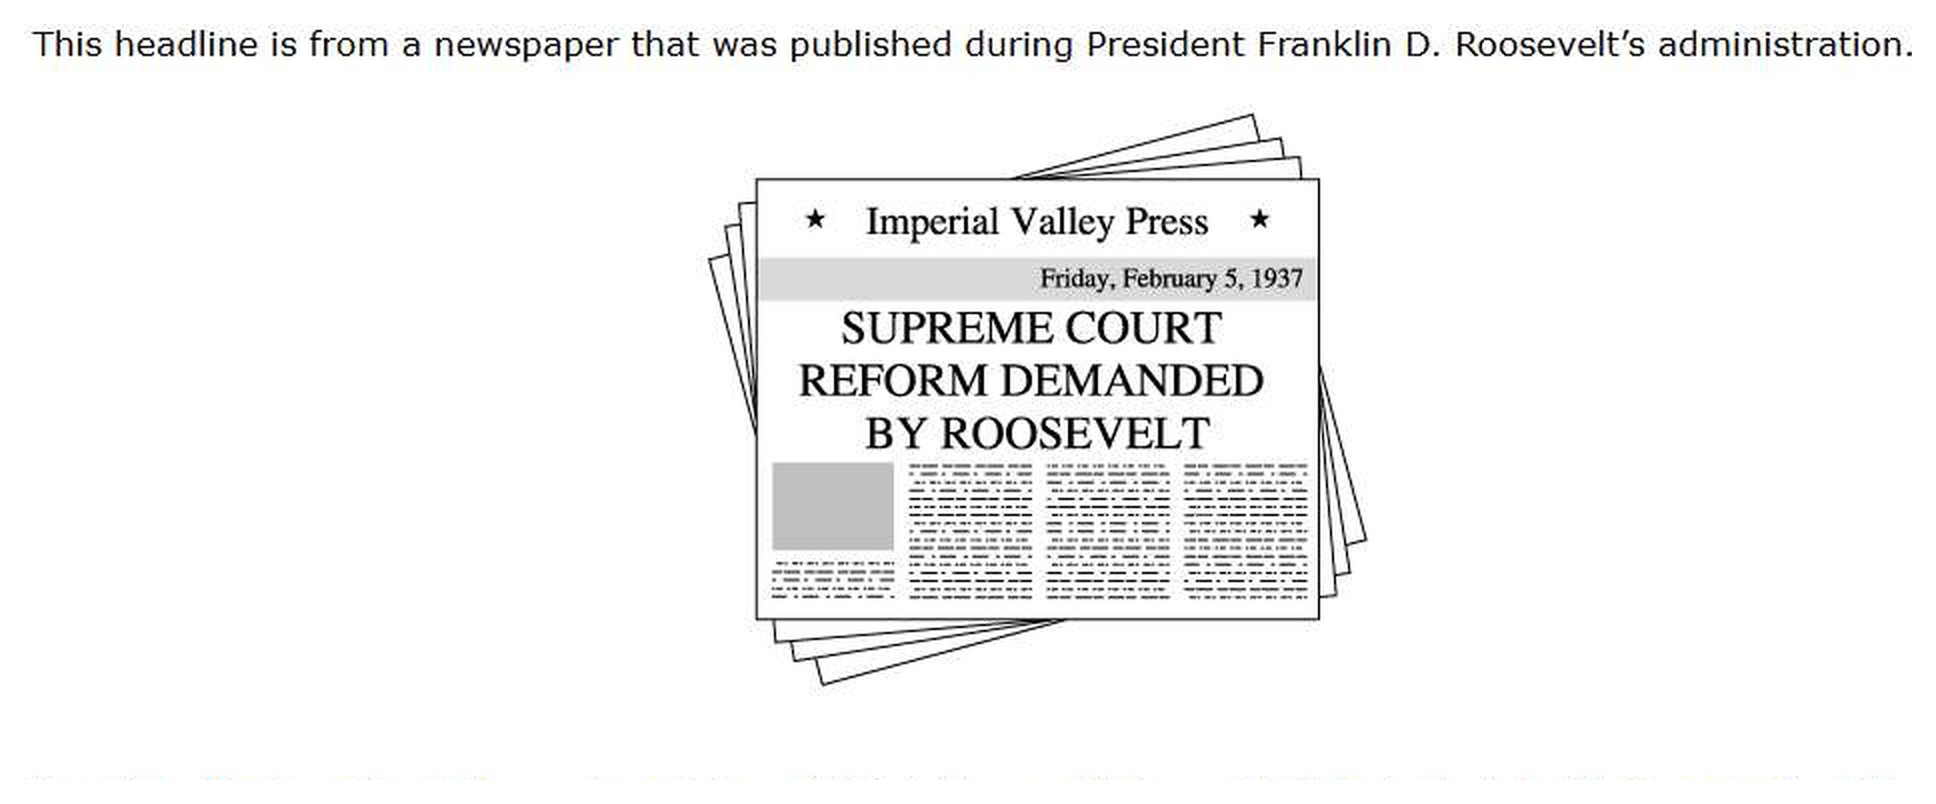 This headline is from a newspaper that was published during President Franklin D. Roosevelt’s administration.
★ Imperial Valley Press ★
Friday, February 5, 1937
SUPREME COURT
REFORM DEMANDED
BY ROOSEVELT